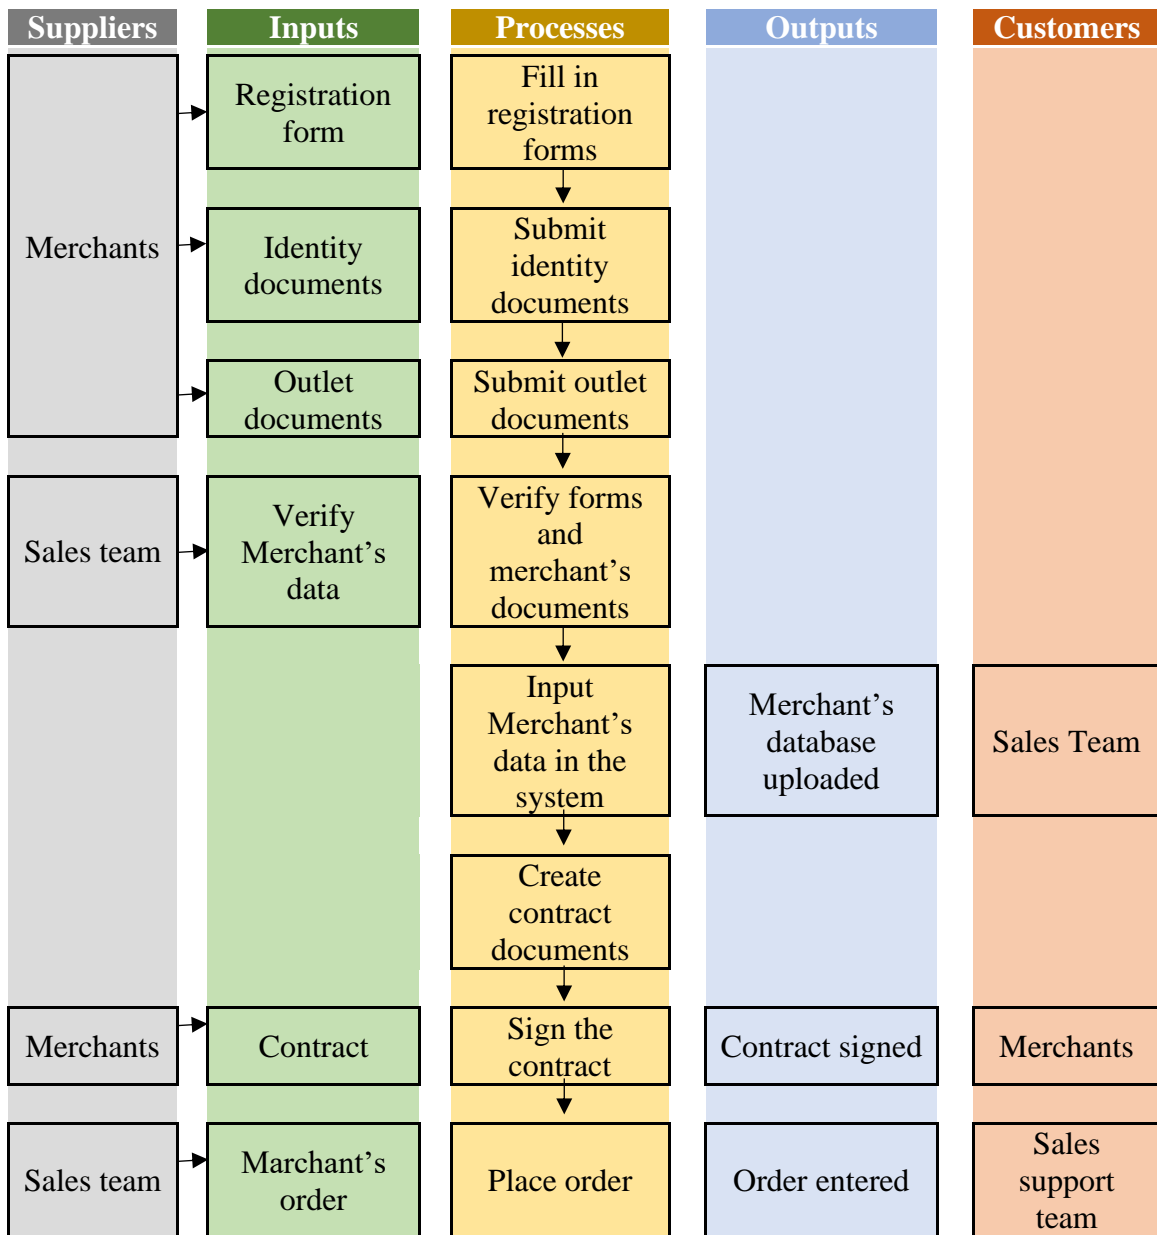 Suppliers
Inputs
Processes
Outputs
Customers
Merchants
Registration
form
Fill in
registration
forms
Identity
documents
Submit
identity
documents
Outlet
documents
Submit outlet
documents
Sales team
Verify
Merchant’s
data
Verify forms
and
merchant’s
documents
Input
Merchant’s
data in the
system
Merchant’s
database
uploaded
Sales Team
Create
contract
documents
Merchants
Contract
Sign the
contract
Contract signed
Merchants
Sales team
Marchant’s
order
Place order
Order entered
Sales
support
team